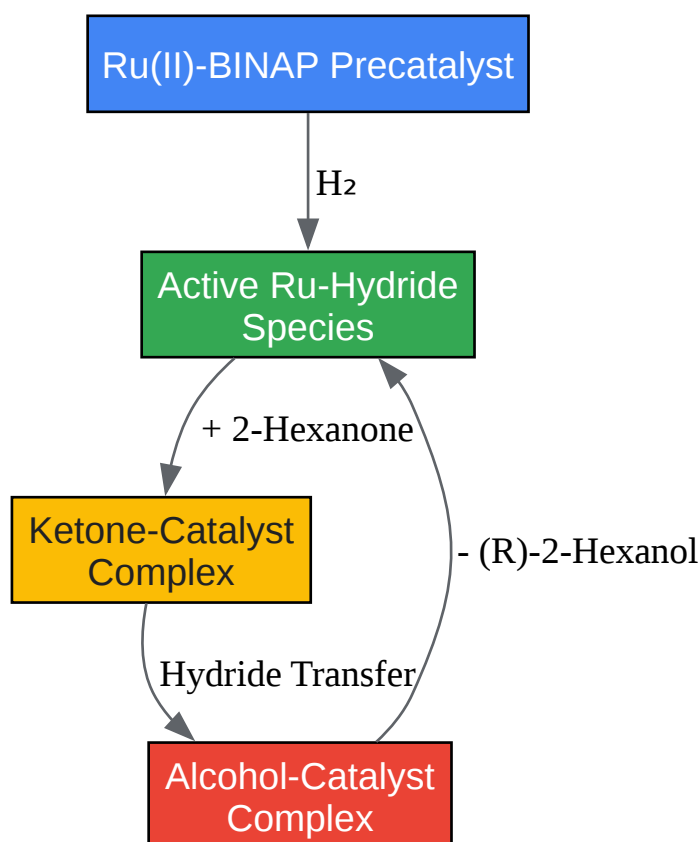 Ru(II)-BINAP Precatalyst
H₂
Active Ru-Hydride
Species
+ 2-Hexanone
Ketone-Catalyst
Complex
- (R)-2-Hexanol
Hydride Transfer
Alcohol-Catalyst
Complex